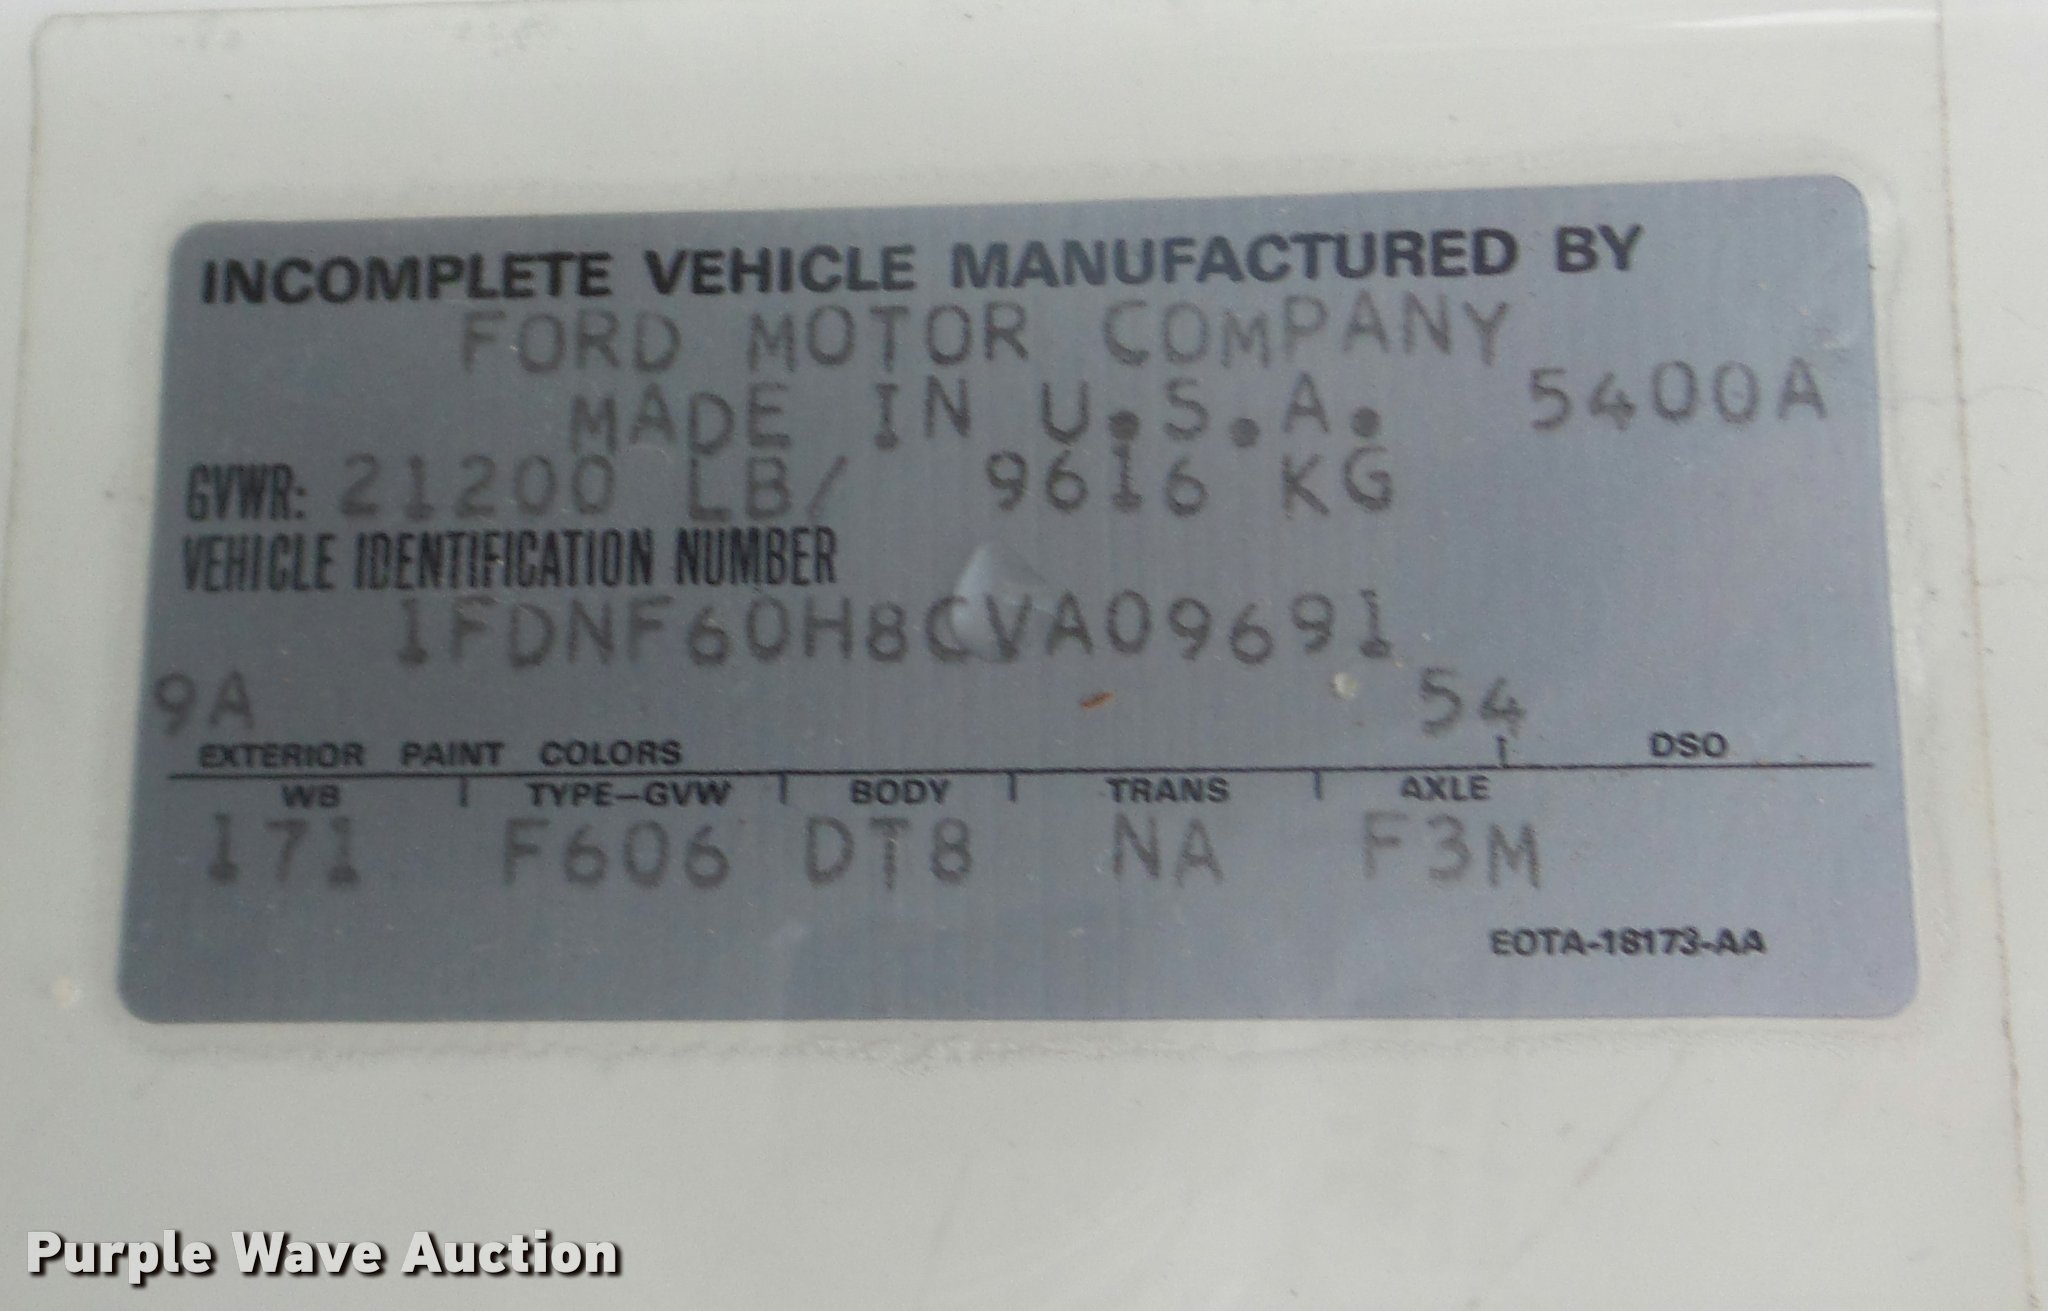 INCOMPLETE VEHICLE MANUFACTURED BY
FORD MOTOR COMPANY
MADE IN U.S.A. 5400A
GVWR: 21200 LB/ 9616 KG
VEHICLE IDENTIFICATION NUMBER
1FDNF60H8CVA09691
9A 54
EXTERIOR PAINT COLORS DSO
WB TYPE-GVW BODY TRANS AXLE
171 F606 DT8 NA F3M
EOTA-18173-AA
Purple Wave Auction